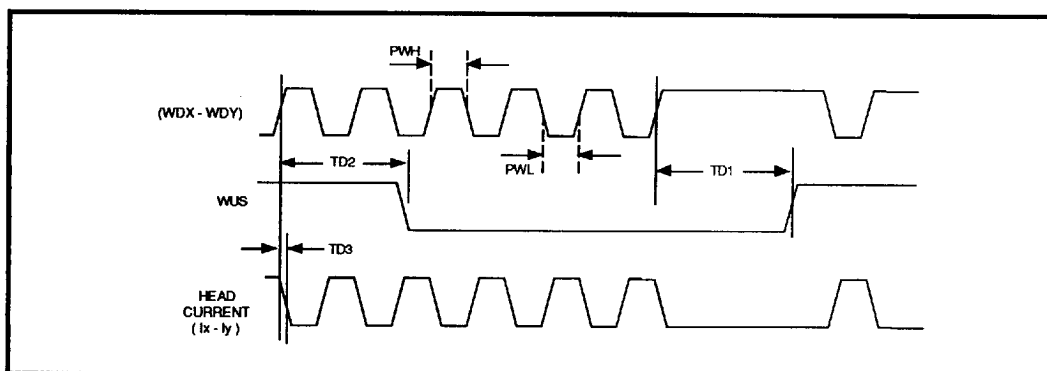 PWH
(WDX - WDY)
TD2
PWL
TD1
WUS
TD3
HEAD
CURRENT
( Ix - Iy )